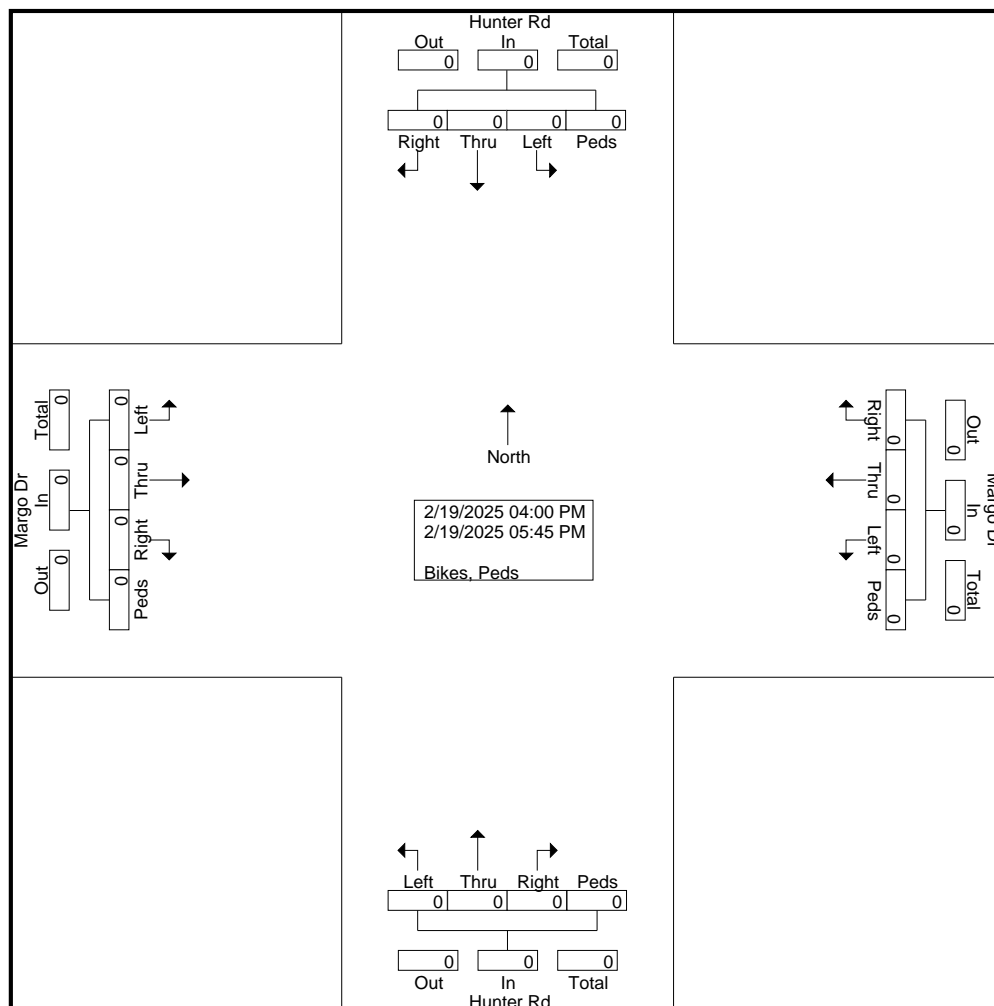 Hunter Rd
Out In Total
0 0 0
0 0 0 0
Right Thru Left Peds
Margo Dr
Out In Total
0 0 0
0 0 0 0
Peds Right Thru Left
North
2/19/2025 04:00 PM
2/19/2025 05:45 PM
Bikes, Peds
Right Thru Left Peds
0 0 0 0
Out In Total
0 0 0
Margo Dr
Left Thru Right Peds
0 0 0 0
0 0 0
Out In Total
Hunter Rd